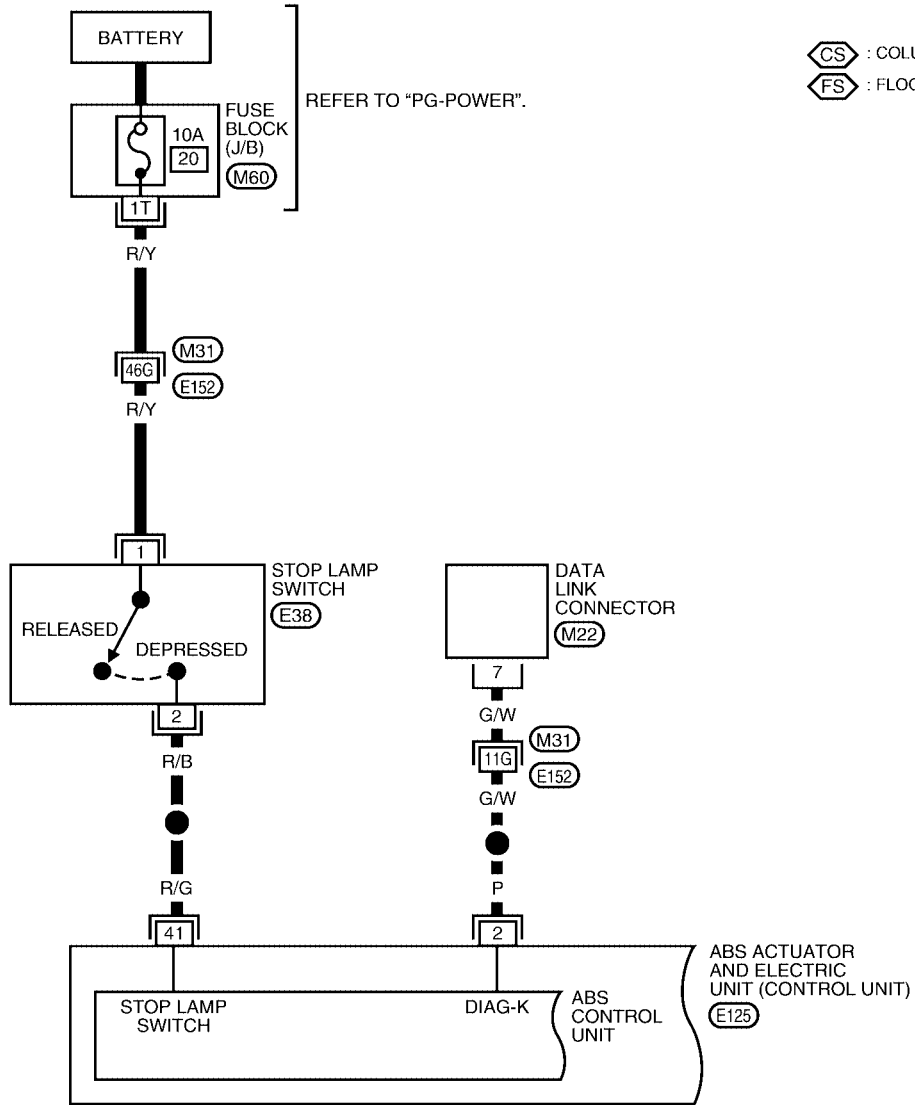 BATTERY
CS : COLU
FS : FLOO
REFER TO “PG-POWER”.
FUSE
BLOCK
(J/B)
M60
10A
20
1T
R/Y
M31
46G
E152
R/Y
1
STOP LAMP
SWITCH
E38
RELEASED
DEPRESSED
2
R/B
R/G
41
DATA
LINK
CONNECTOR
M22
7
G/W
M31
11G
E152
G/W
P
2
STOP LAMP
SWITCH
DIAG-K
ABS
CONTROL
UNIT
ABS ACTUATOR
AND ELECTRIC
UNIT (CONTROL UNIT)
E125